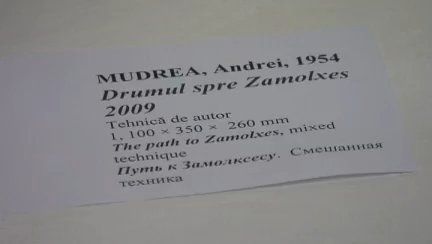 MUDREA, Andrei, 1954
Drumul spre Zamolxes
2009
Tehnică de autor
1, 100 × 350 × 260 mm
The path to Zamolxes, mixed
technique
Путь к Замолксесу. Смешанная
техника